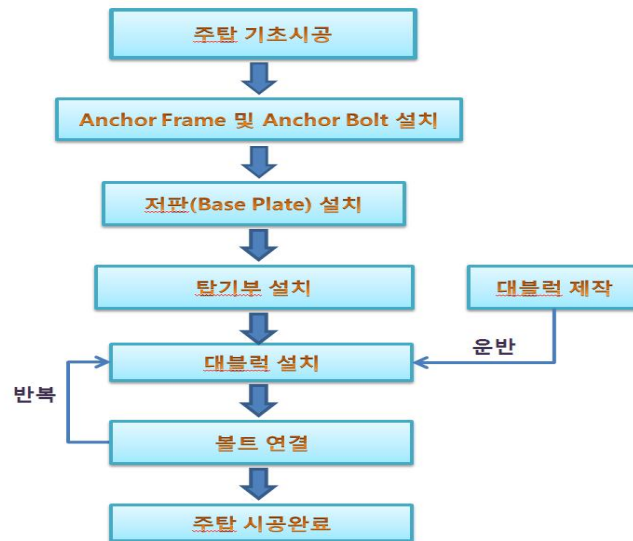 주탑 기초시공
Anchor Frame 및 Anchor Bolt 설치
저판(Base Plate) 설치
탑기부 설치
대블럭 제작
운반
대블럭 설치
반복
볼트 연결
주탑 시공완료